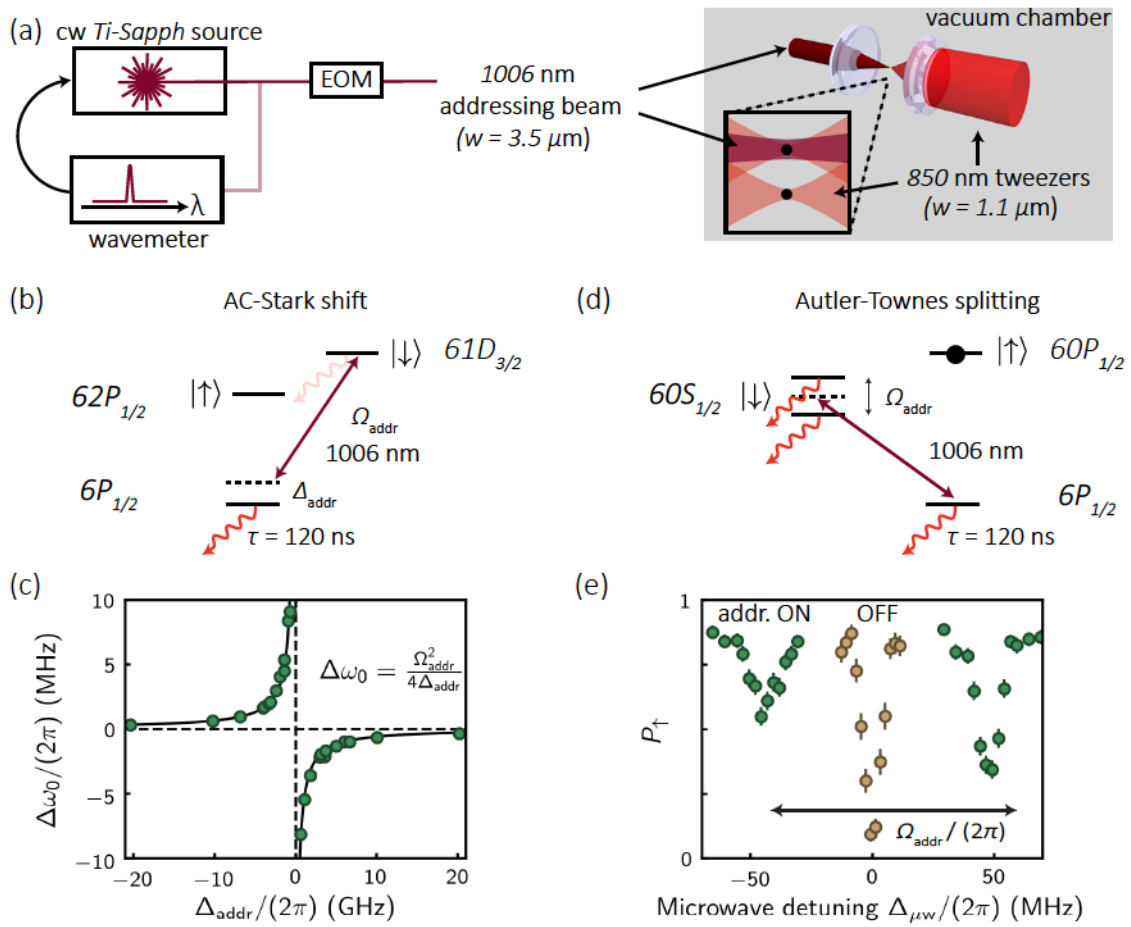 (a)
cw Ti-Sapph source
EOM
1006 nm
addressing beam
(w = 3.5 μm)
vacuum chamber
850 nm tweezers
(w = 1.1 μm)
λ
wavemeter
(b)
AC-Stark shift
|↓⟩ 61D3/2
62P1/2 |↑⟩
Ωaddr
1006 nm
6P1/2
Δaddr
τ = 120 ns
(d)
Autler-Townes splitting
|↑⟩ 60P1/2
60S1/2 |↓⟩
Ωaddr
1006 nm
6P1/2
τ = 120 ns
(c)
Δω0/(2π) (MHz)
10
5
0
−5
−10
Δω0 = Ω²addr / 4Δaddr
−20 −10 0 10 20
Δaddr/(2π) (GHz)
(e)
P↑
1
0
addr. ON OFF
Ωaddr / (2π)
−50 0 50
Microwave detuning Δμw/(2π) (MHz)